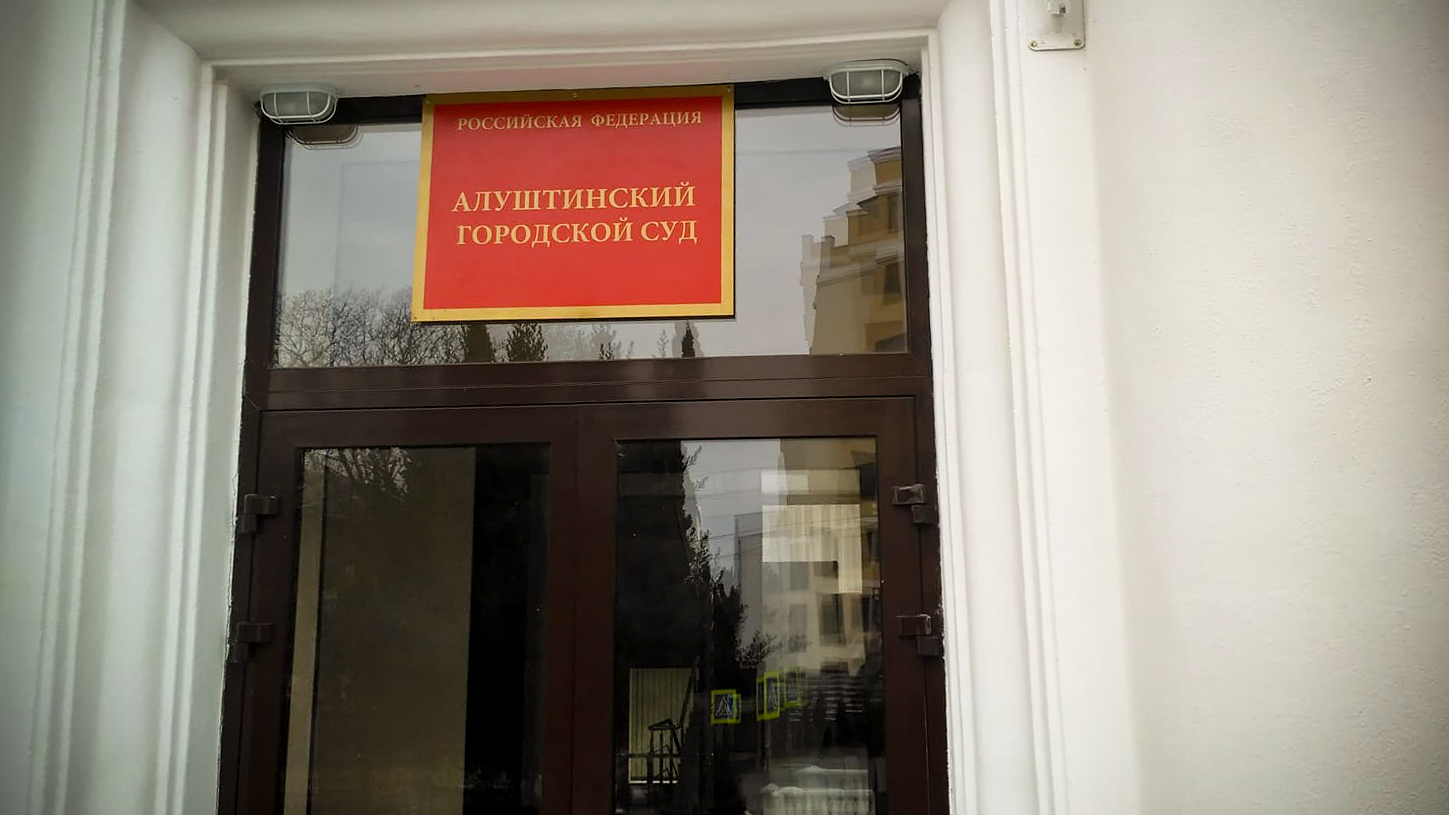 РОССИЙСКАЯ ФЕДЕРАЦИЯ
АЛУШТИНСКИЙ
ГОРОДСКОЙ СУД